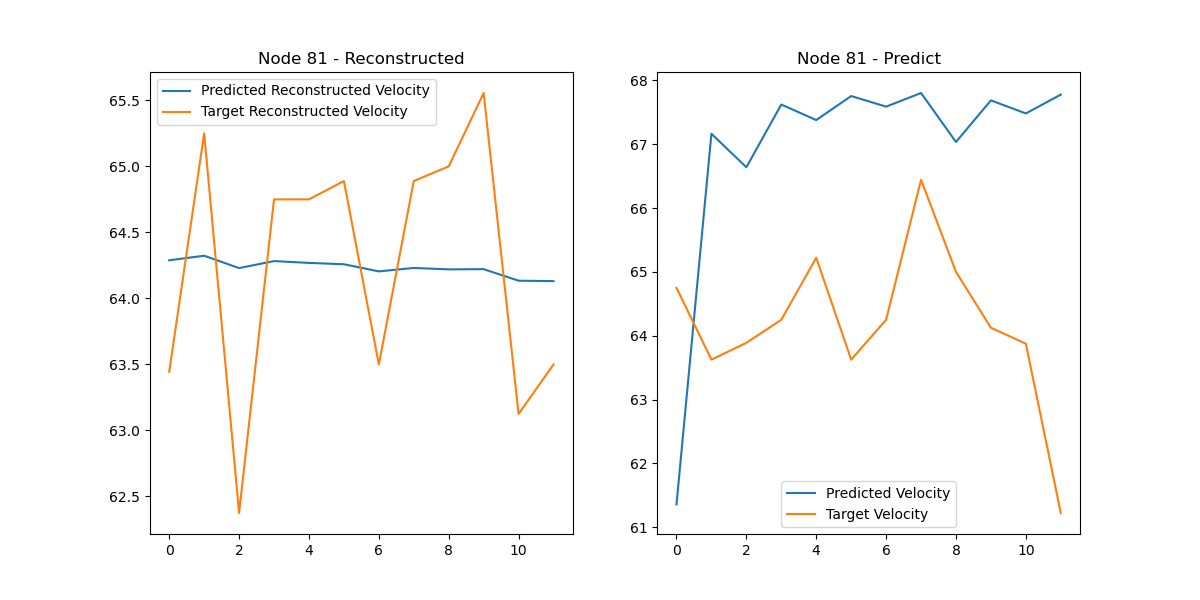 Node 81 - Reconstructed
Predicted Reconstructed Velocity
Target Reconstructed Velocity
65.5
65.0
64.5
64.0
63.5
63.0
62.5
0 2 4 6 8 10
Node 81 - Predict
68
67
66
65
64
63
62
61
Predicted Velocity
Target Velocity
0 2 4 6 8 10